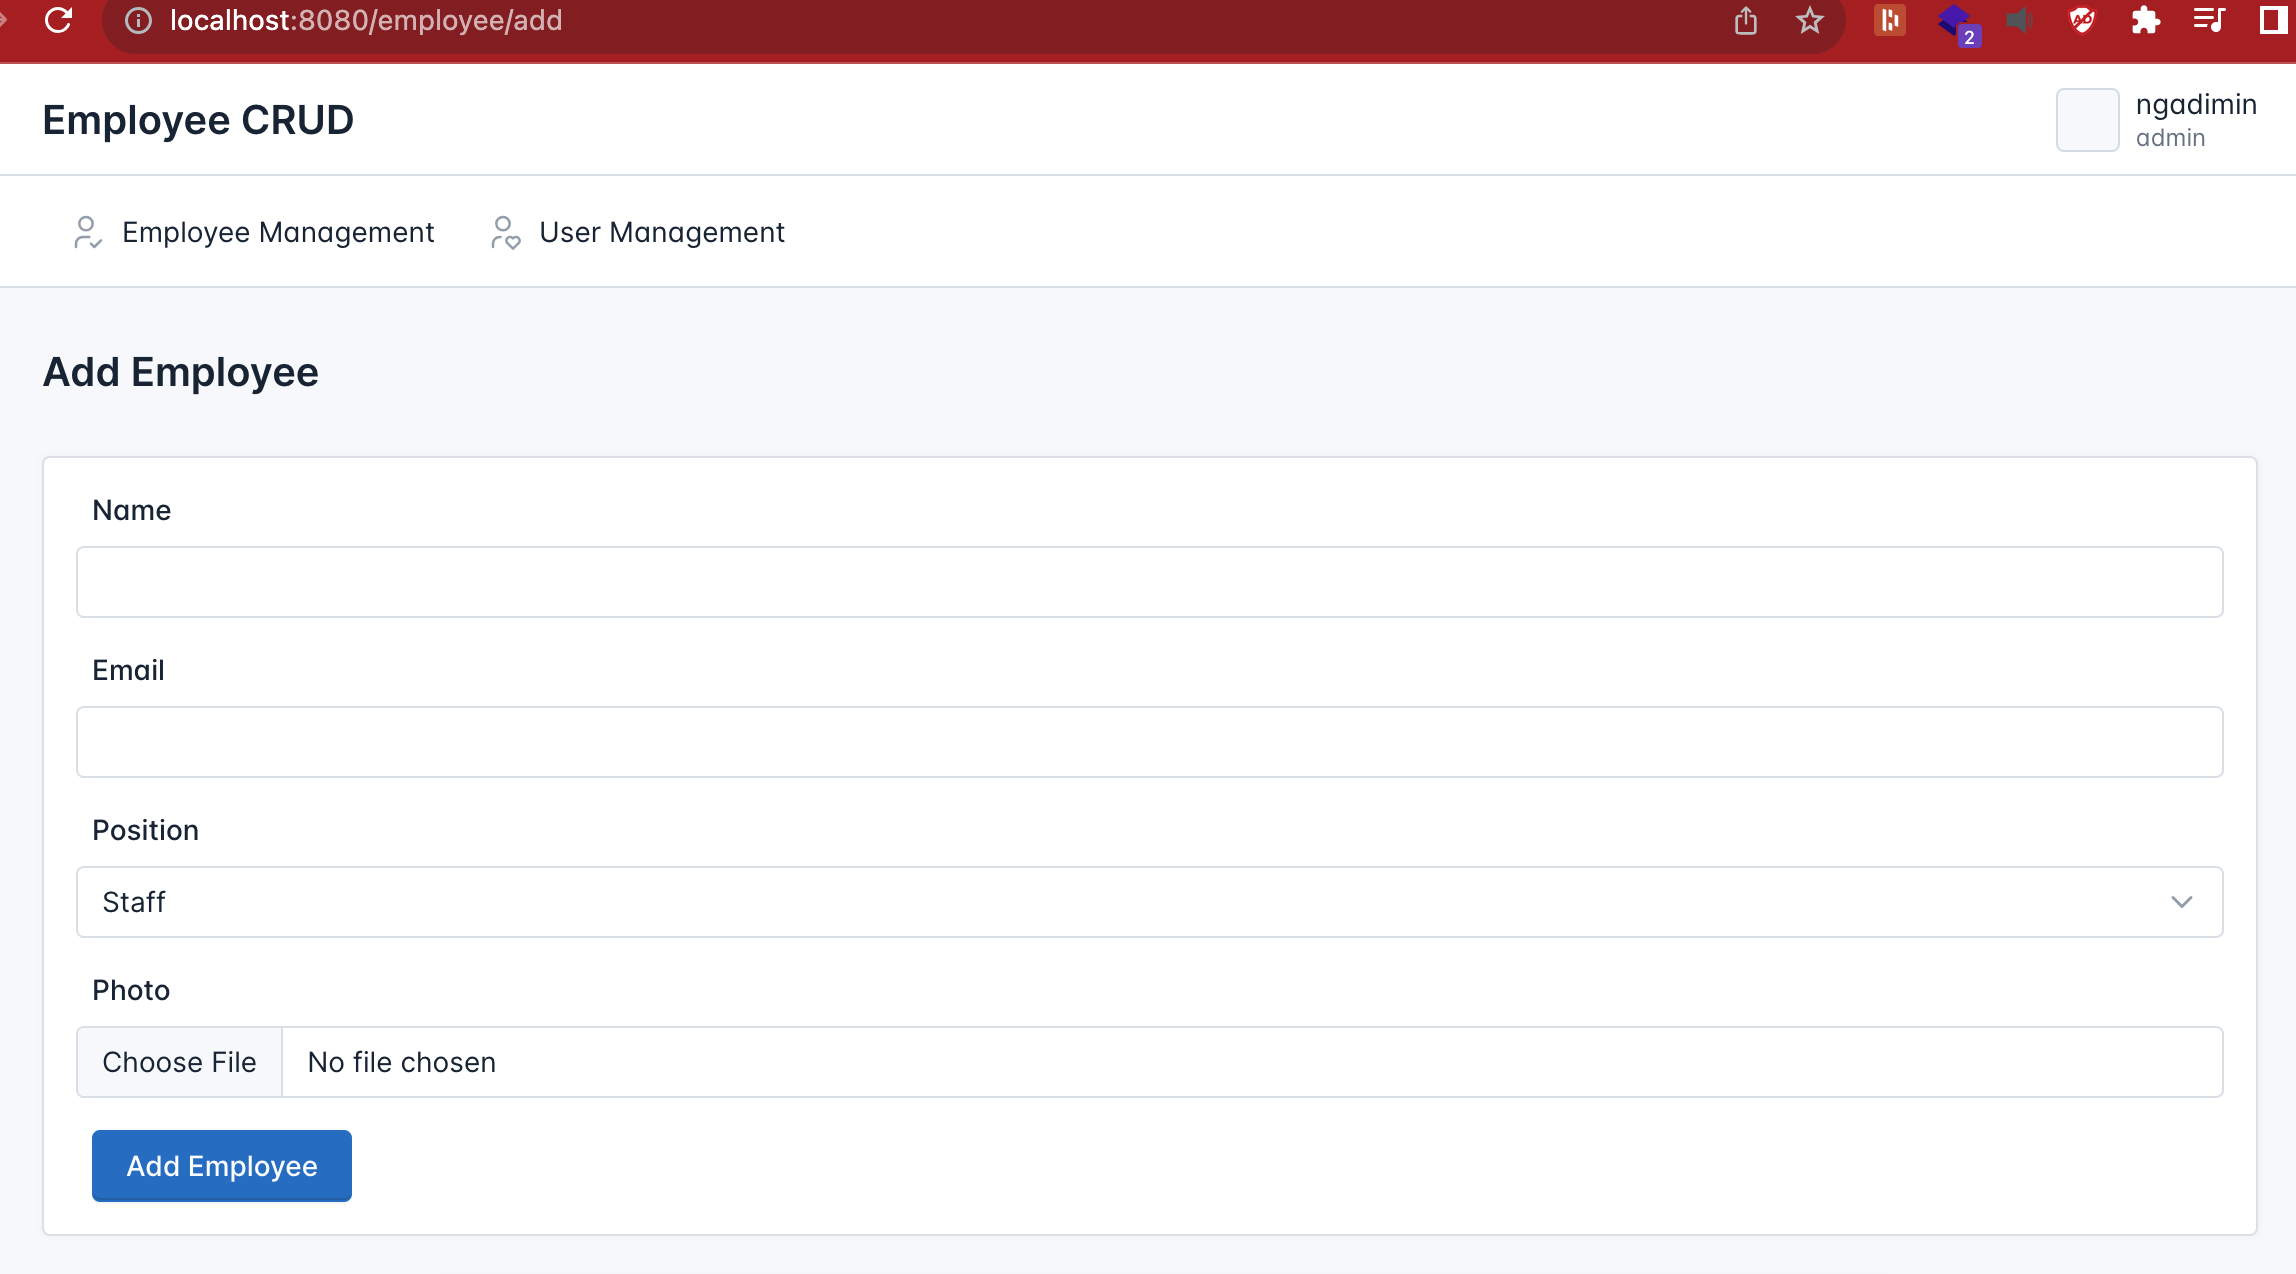 localhost:8080/employee/add
2
Employee CRUD
ngadimin
admin
Employee Management
User Management
Add Employee
Name
Email
Position
Staff
Photo
Choose File
No file chosen
Add Employee